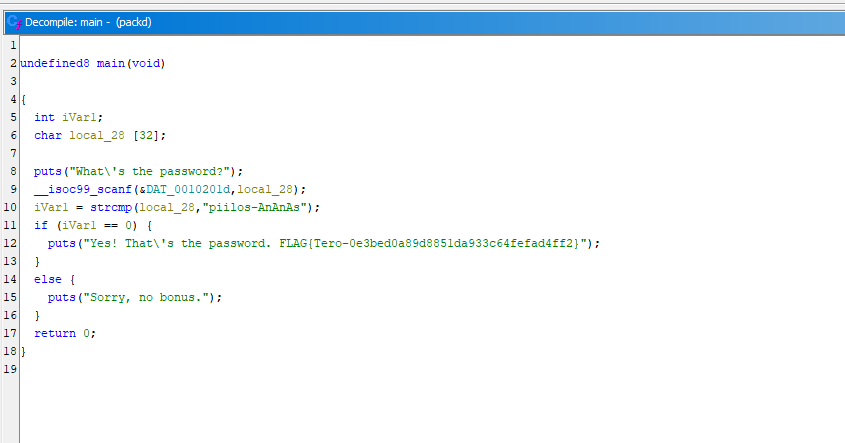 Decompile: main - (packd)
1
2 undefined8 main(void)
3
4 {
5 int iVar1;
6 char local_28 [32];
7
8 puts("What\'s the password?");
9 __isoc99_scanf(&DAT_0010201d,local_28);
10 iVar1 = strcmp(local_28,"piilos-AnAnAs");
11 if (iVar1 == 0) {
12 puts("Yes! That\'s the password. FLAG{Tero-0e3bed0a89d8851da933c64fefad4ff2}");
13 }
14 else {
15 puts("Sorry, no bonus.");
16 }
17 return 0;
18 }
19